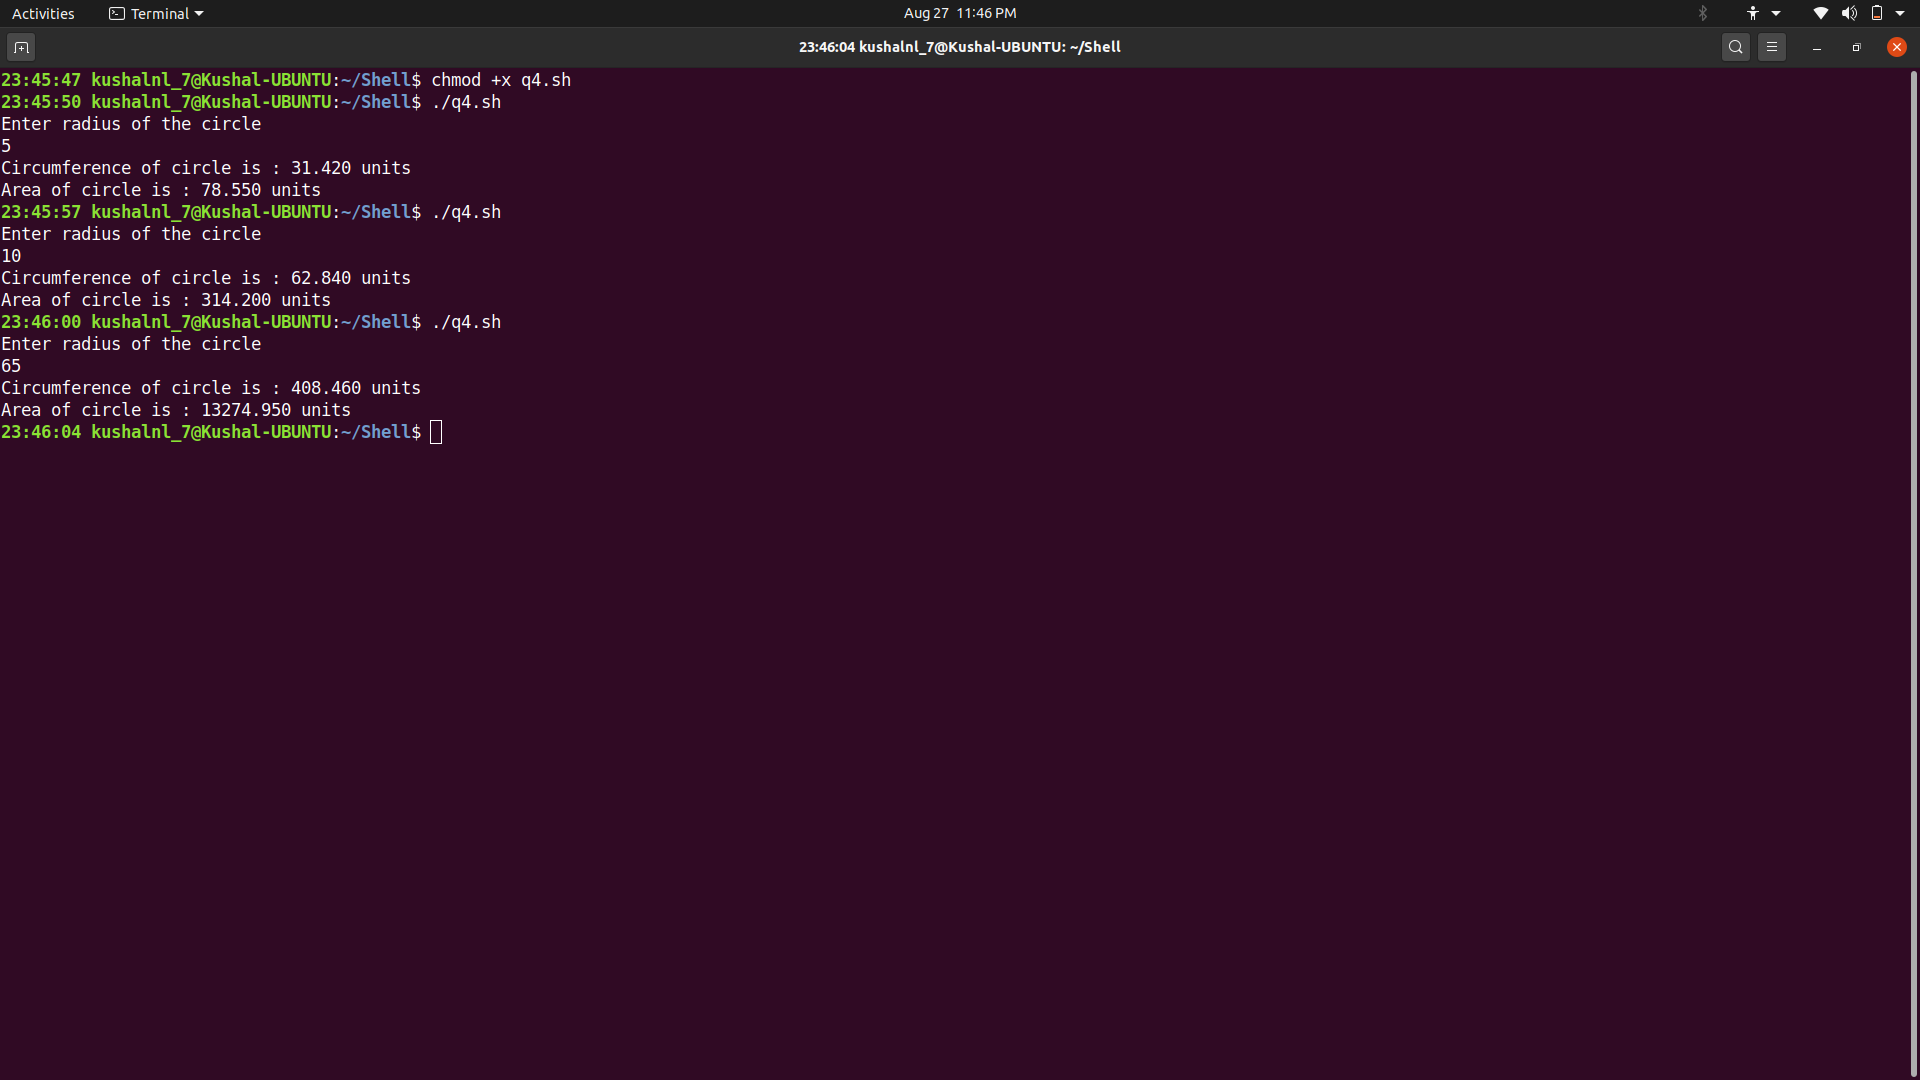 Activities Terminal Aug 27 11:46 PM
23:46:04 kushalnl_7@Kushal-UBUNTU: ~/Shell
23:45:47 kushalnl_7@Kushal-UBUNTU:~/Shell$ chmod +x q4.sh
23:45:50 kushalnl_7@Kushal-UBUNTU:~/Shell$ ./q4.sh
Enter radius of the circle
5
Circumference of circle is : 31.420 units
Area of circle is : 78.550 units
23:45:57 kushalnl_7@Kushal-UBUNTU:~/Shell$ ./q4.sh
Enter radius of the circle
10
Circumference of circle is : 62.840 units
Area of circle is : 314.200 units
23:46:00 kushalnl_7@Kushal-UBUNTU:~/Shell$ ./q4.sh
Enter radius of the circle
65
Circumference of circle is : 408.460 units
Area of circle is : 13274.950 units
23:46:04 kushalnl_7@Kushal-UBUNTU:~/Shell$